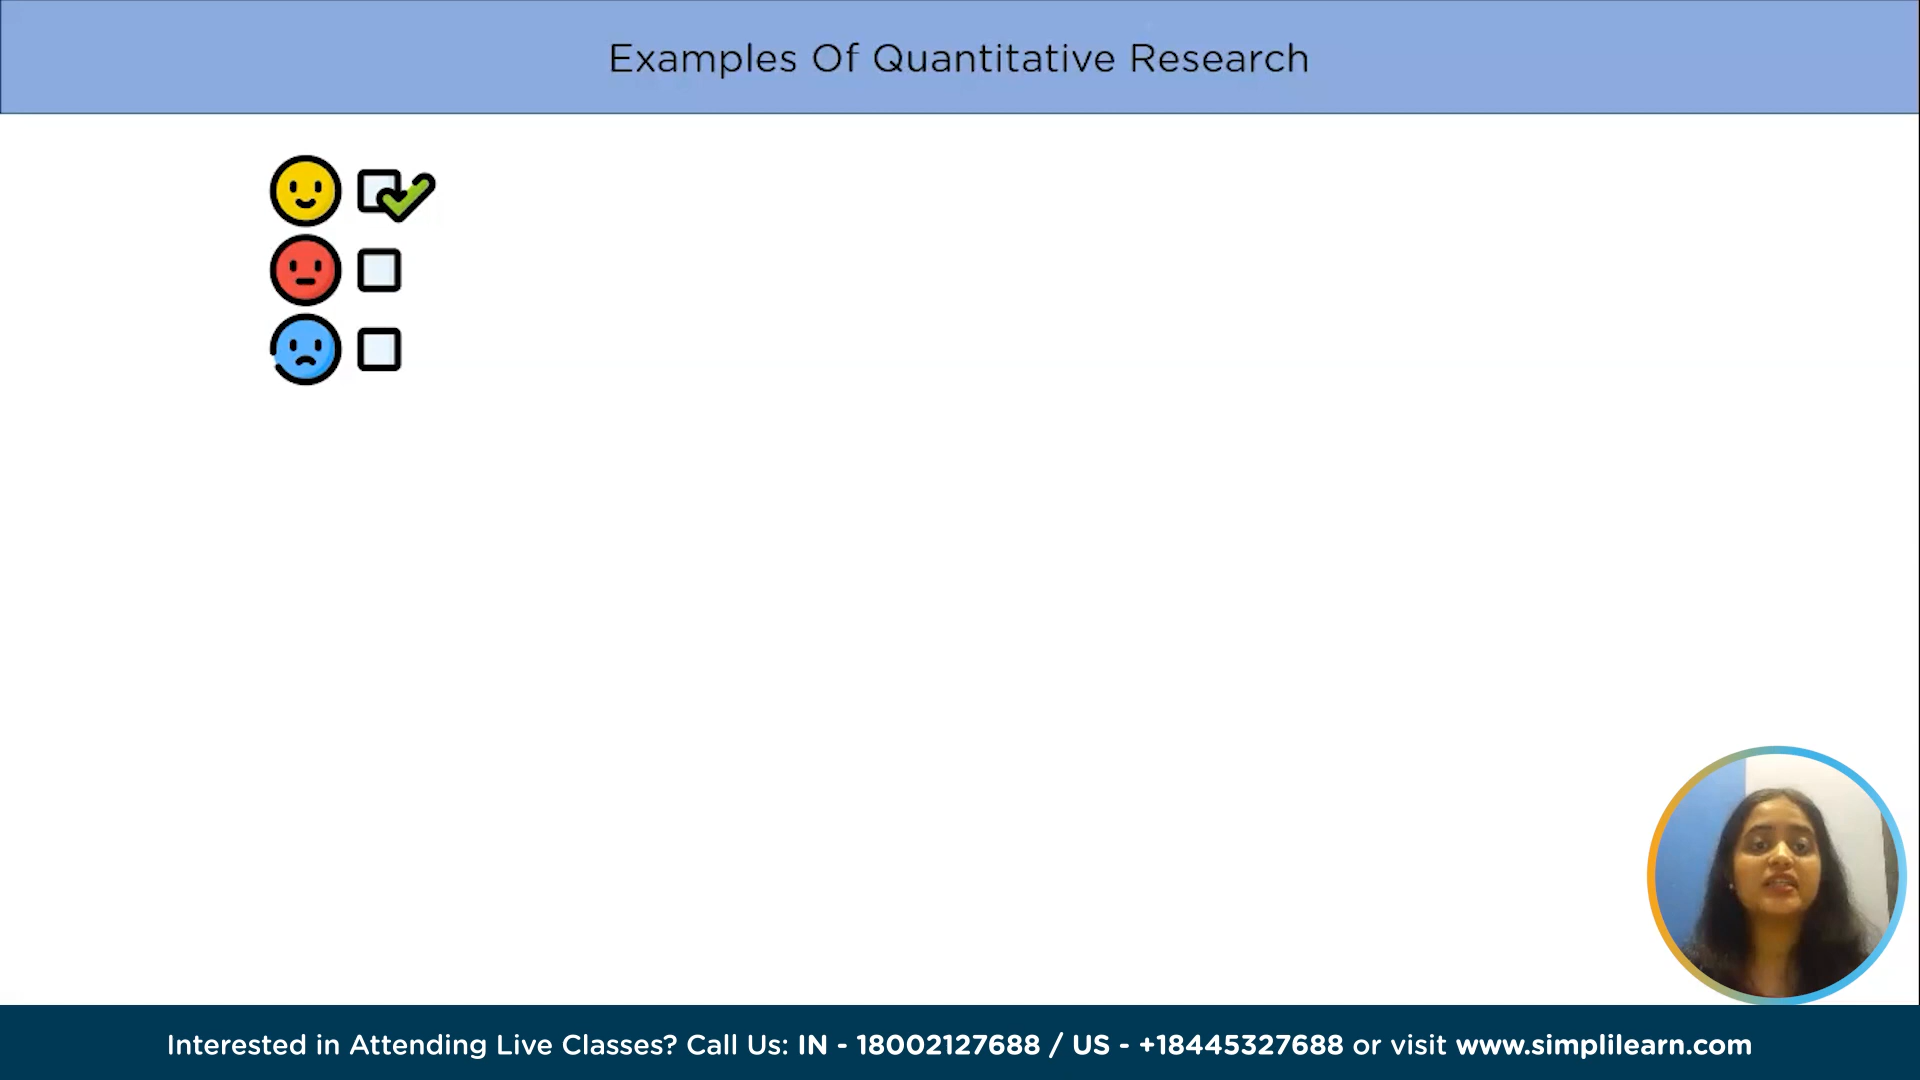 Examples Of Quantitative Research
Interested in Attending Live Classes? Call Us: IN - 18002127688 / US - +18445327688 or visit www.simplilearn.com